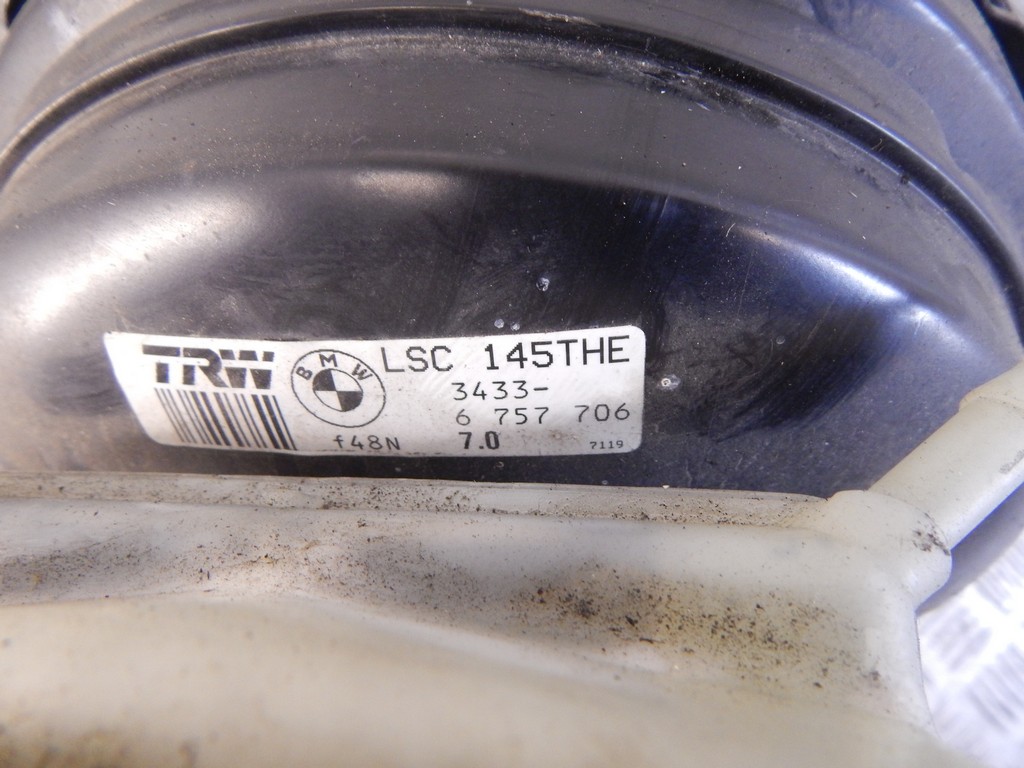 TRW BMW LSC 145THE
3433-
6 757 706
f48N 7.0 7119